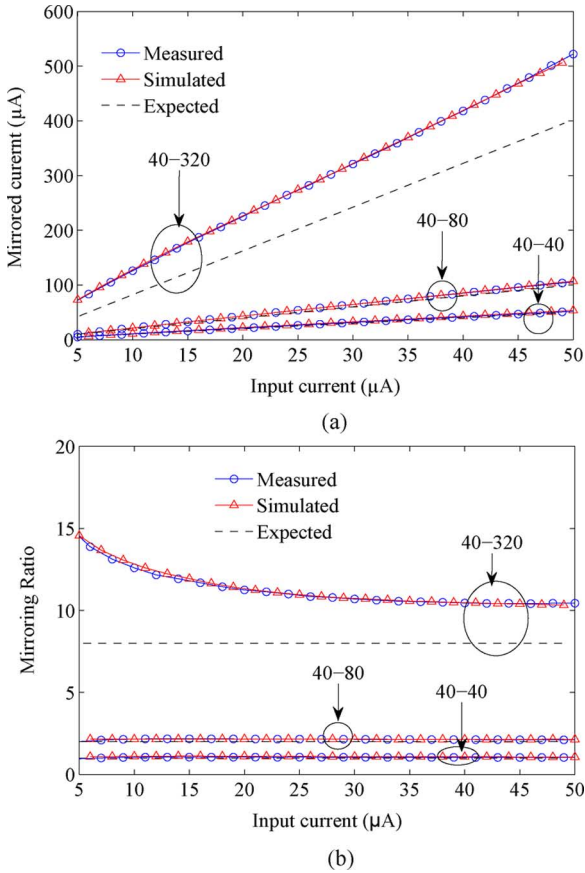 600
500
400
300
200
100
0
Mirrored curemt (µA)
Measured
Simulated
Expected
40−320
40−80
40−40
5 10 15 20 25 30 35 40 45 50
Input current (µA)
(a)
20
15
10
5
0
Mirroring Ratio
Measured
Simulated
Expected
40−320
40−80
40−40
5 10 15 20 25 30 35 40 45 50
Input current (µA)
(b)